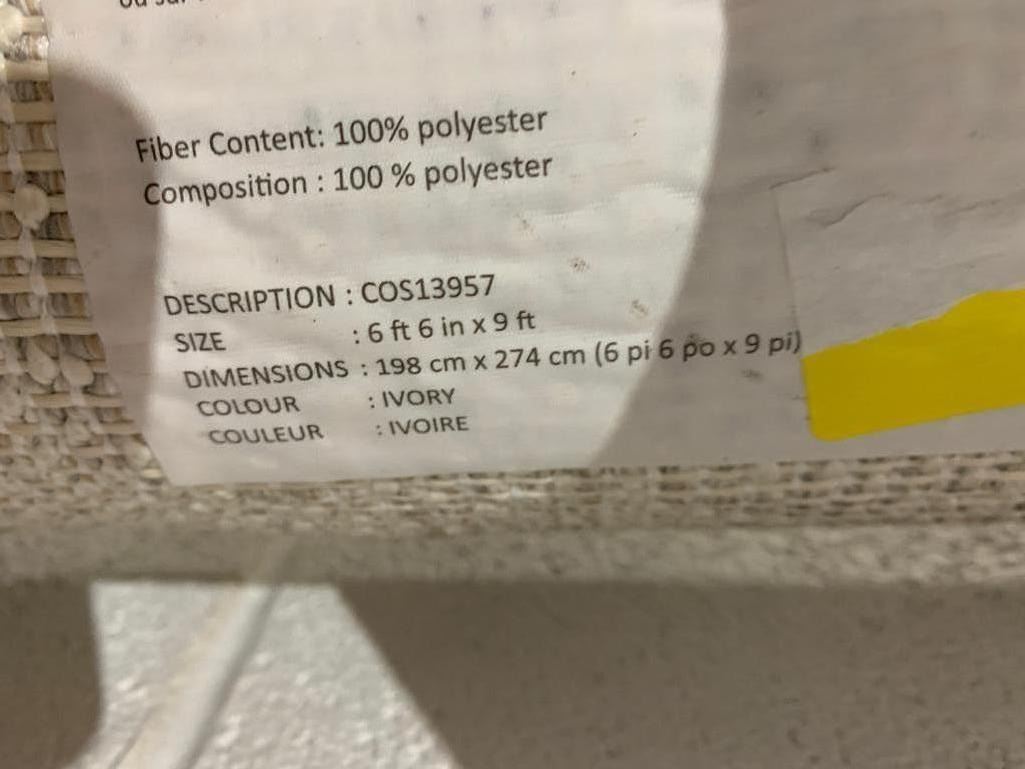 Fiber Content: 100% polyester
Composition : 100 % polyester
DESCRIPTION : COS13957
SIZE : 6 ft 6 in x 9 ft
DIMENSIONS : 198 cm x 274 cm (6 pi 6 po x 9 pi)
COLOUR : IVORY
COULEUR : IVOIRE